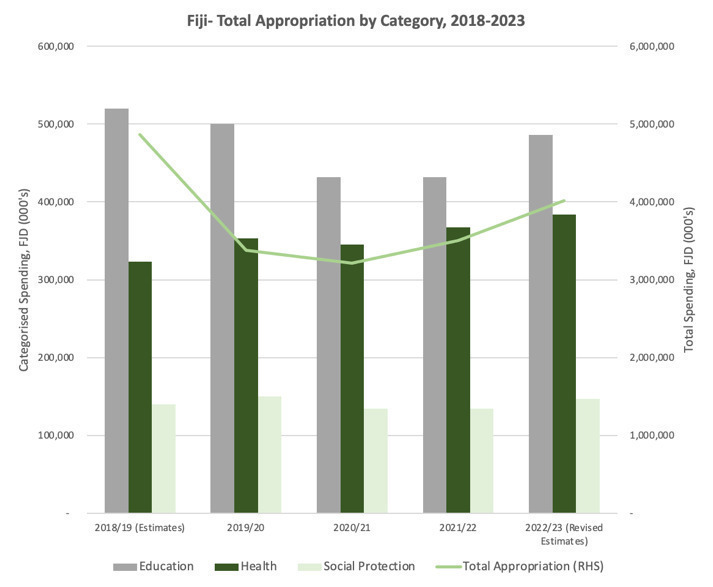 Fiji- Total Appropriation by Category, 2018-2023
600,000
500,000
400,000
300,000
200,000
100,000
-
Categorised Spending, FJD (000's)
6,000,000
5,000,000
4,000,000
3,000,000
2,000,000
1,000,000
-
Total Spending, FJD (000's)
2018/19 (Estimates)
2019/20
2020/21
2021/22
2022/23 (Revised
Estimates)
Education
Health
Social Protection
Total Appropriation (RHS)